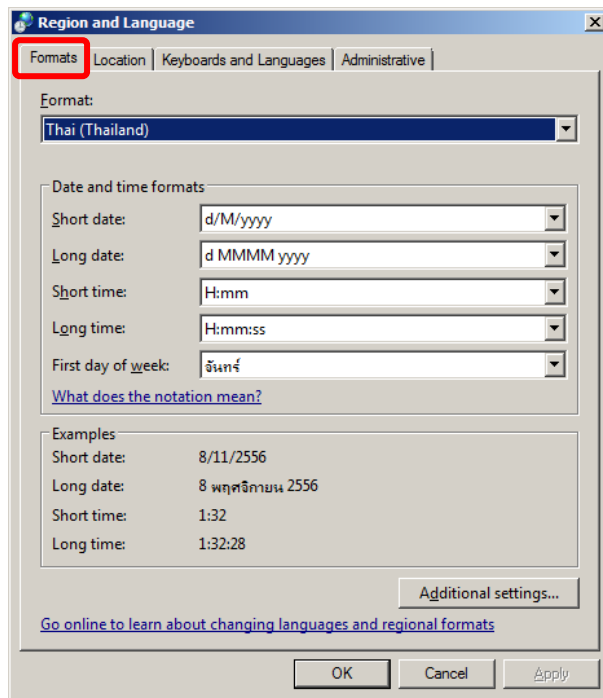 Region and Language
Formats Location Keyboards and Languages Administrative
Format:
Thai (Thailand)
Date and time formats
Short date: d/M/yyyy
Long date: d MMMM yyyy
Short time: H:mm
Long time: H:mm:ss
First day of week: จันทร์
What does the notation mean?
Examples
Short date: 8/11/2556
Long date: 8 พฤศจิกายน 2556
Short time: 1:32
Long time: 1:32:28
Additional settings...
Go online to learn about changing languages and regional formats
OK Cancel Apply